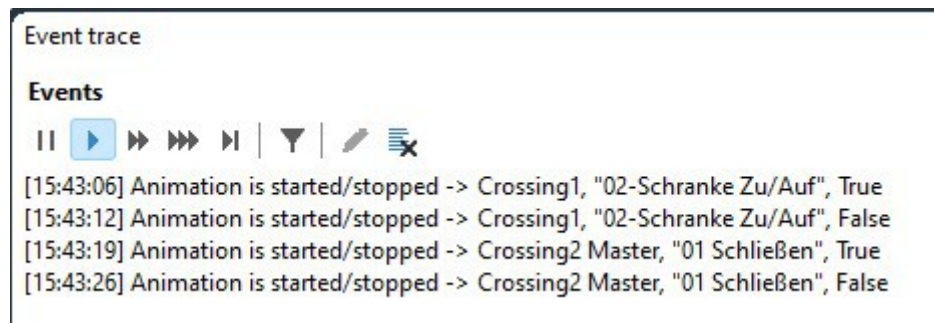 Event trace
Events
[15:43:06] Animation is started/stopped -> Crossing1, "02-Schranke Zu/Auf", True
[15:43:12] Animation is started/stopped -> Crossing1, "02-Schranke Zu/Auf", False
[15:43:19] Animation is started/stopped -> Crossing2 Master, "01 Schließen", True
[15:43:26] Animation is started/stopped -> Crossing2 Master, "01 Schließen", False